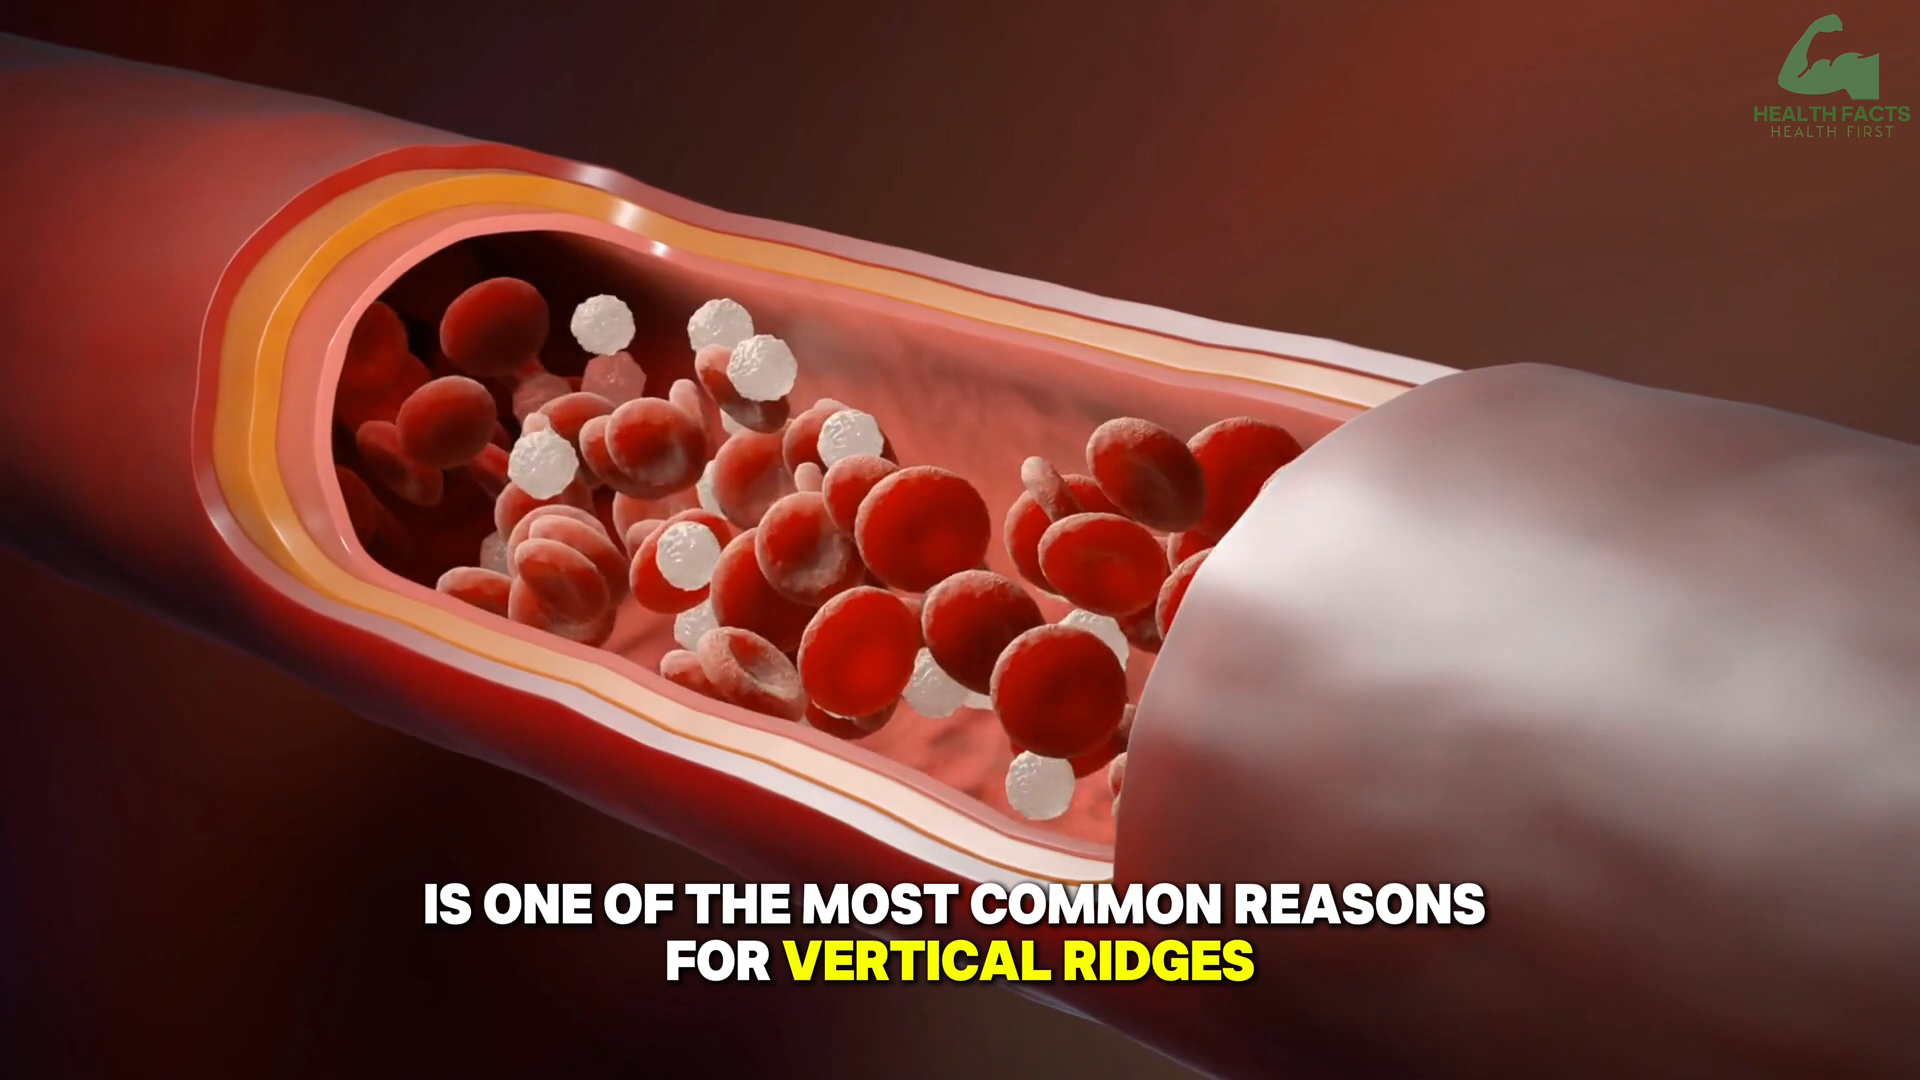 HEALTH FACTS
HEALTH FIRST
IS ONE OF THE MOST COMMON REASONS
FOR VERTICAL RIDGES